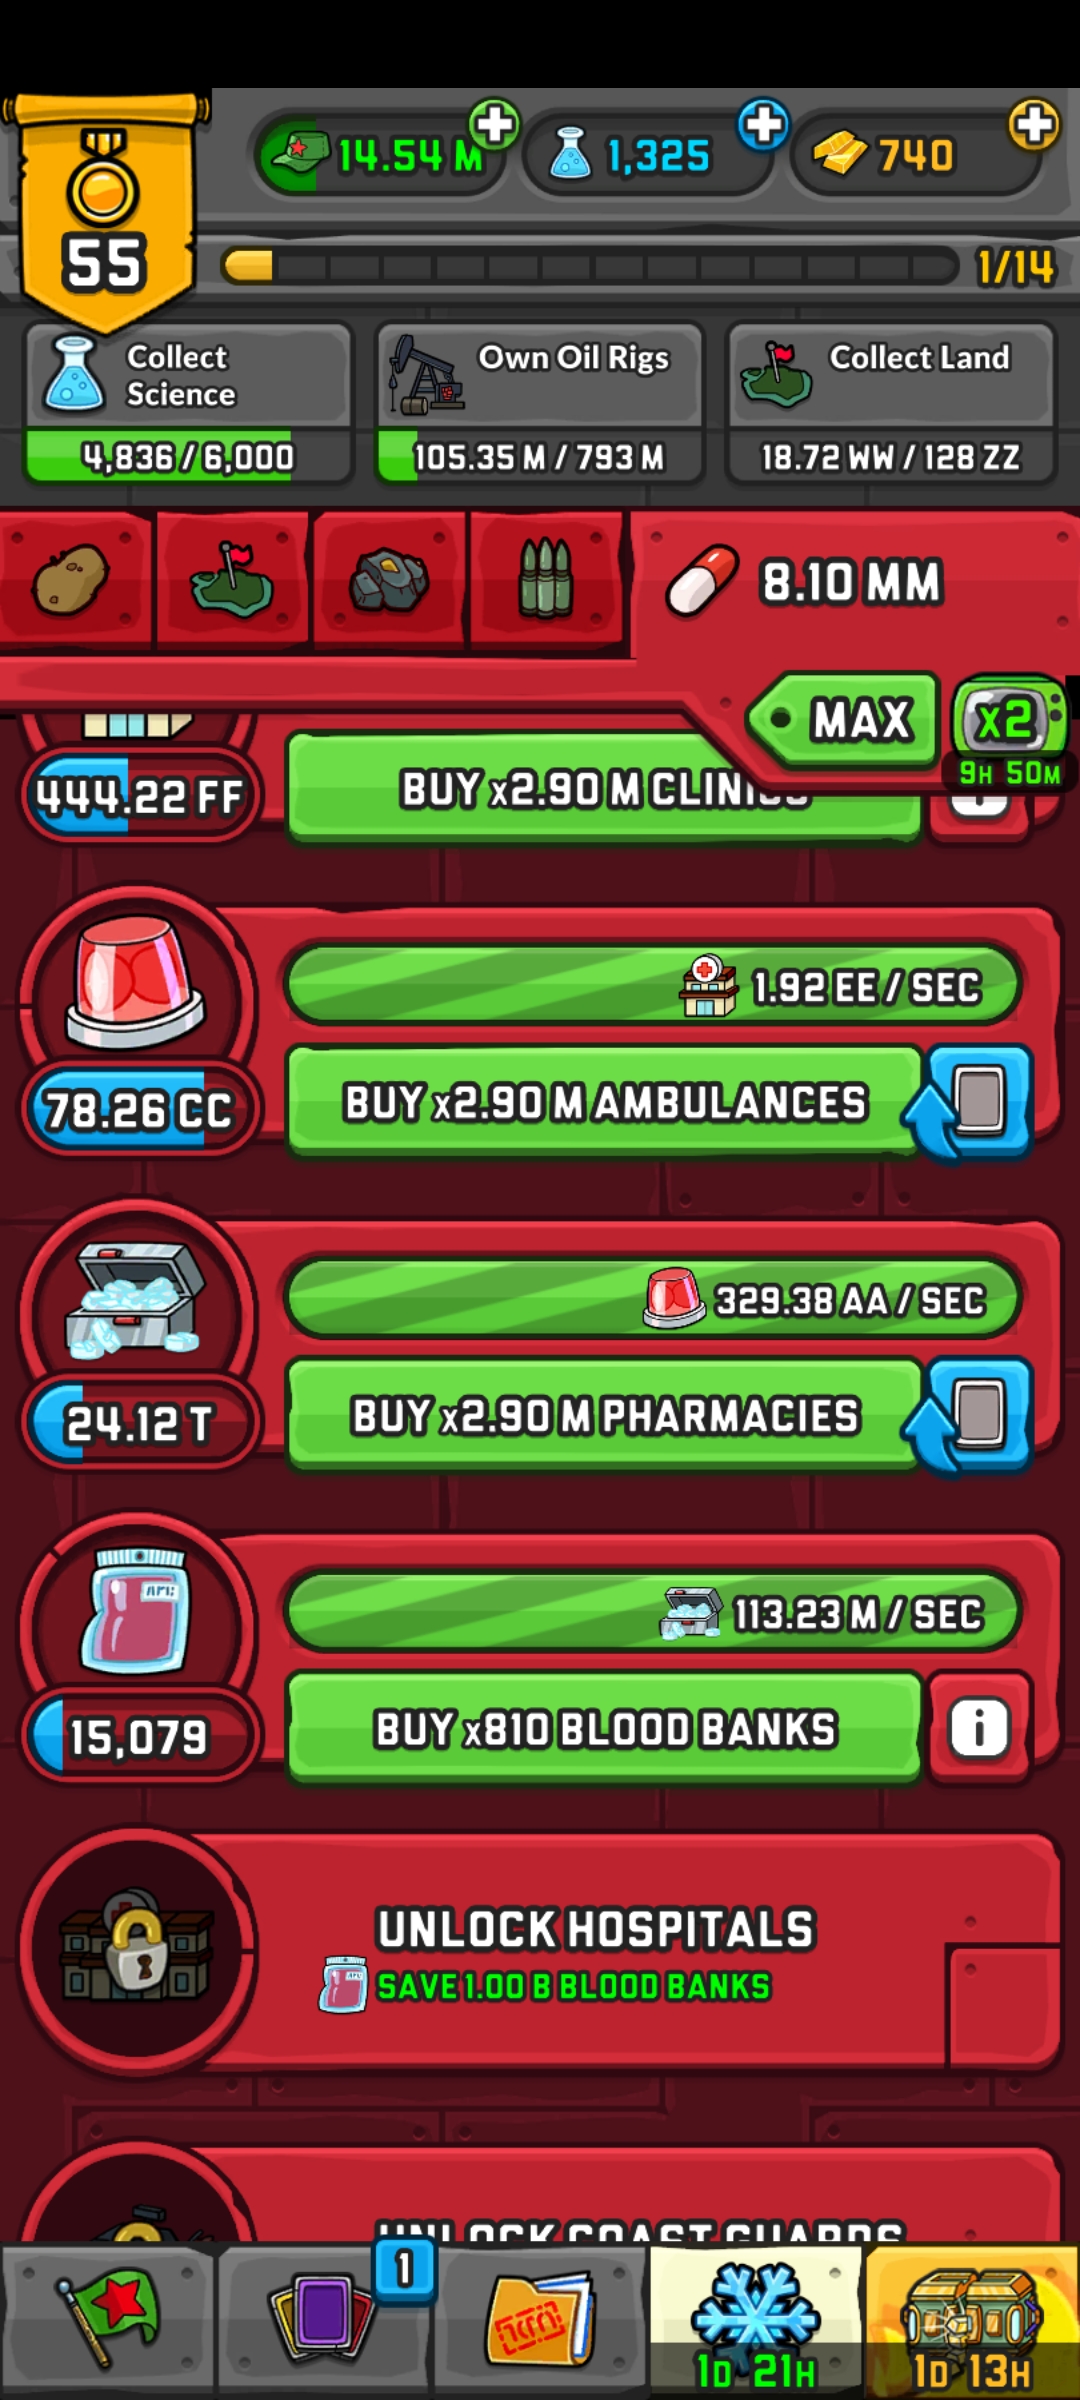 14.54 M
1,325
740
55
1/14
Collect
Science
4,836 / 6,000
Own Oil Rigs
105.35 M / 793 M
Collect Land
18.72 WW / 128 ZZ
8.10 MM
MAX
x2
9H 50M
444.22 FF
BUY x2.90 M CLINICS
1.92 EE / SEC
78.26 CC
BUY x2.90 M AMBULANCES
329.38 AA / SEC
24.12 T
BUY x2.90 M PHARMACIES
113.23 M / SEC
15,079
BUY x810 BLOOD BANKS
i
UNLOCK HOSPITALS
SAVE 1.00 B BLOOD BANKS
UNLOCK COAST GUARDS
1
1D 21H
1D 13H